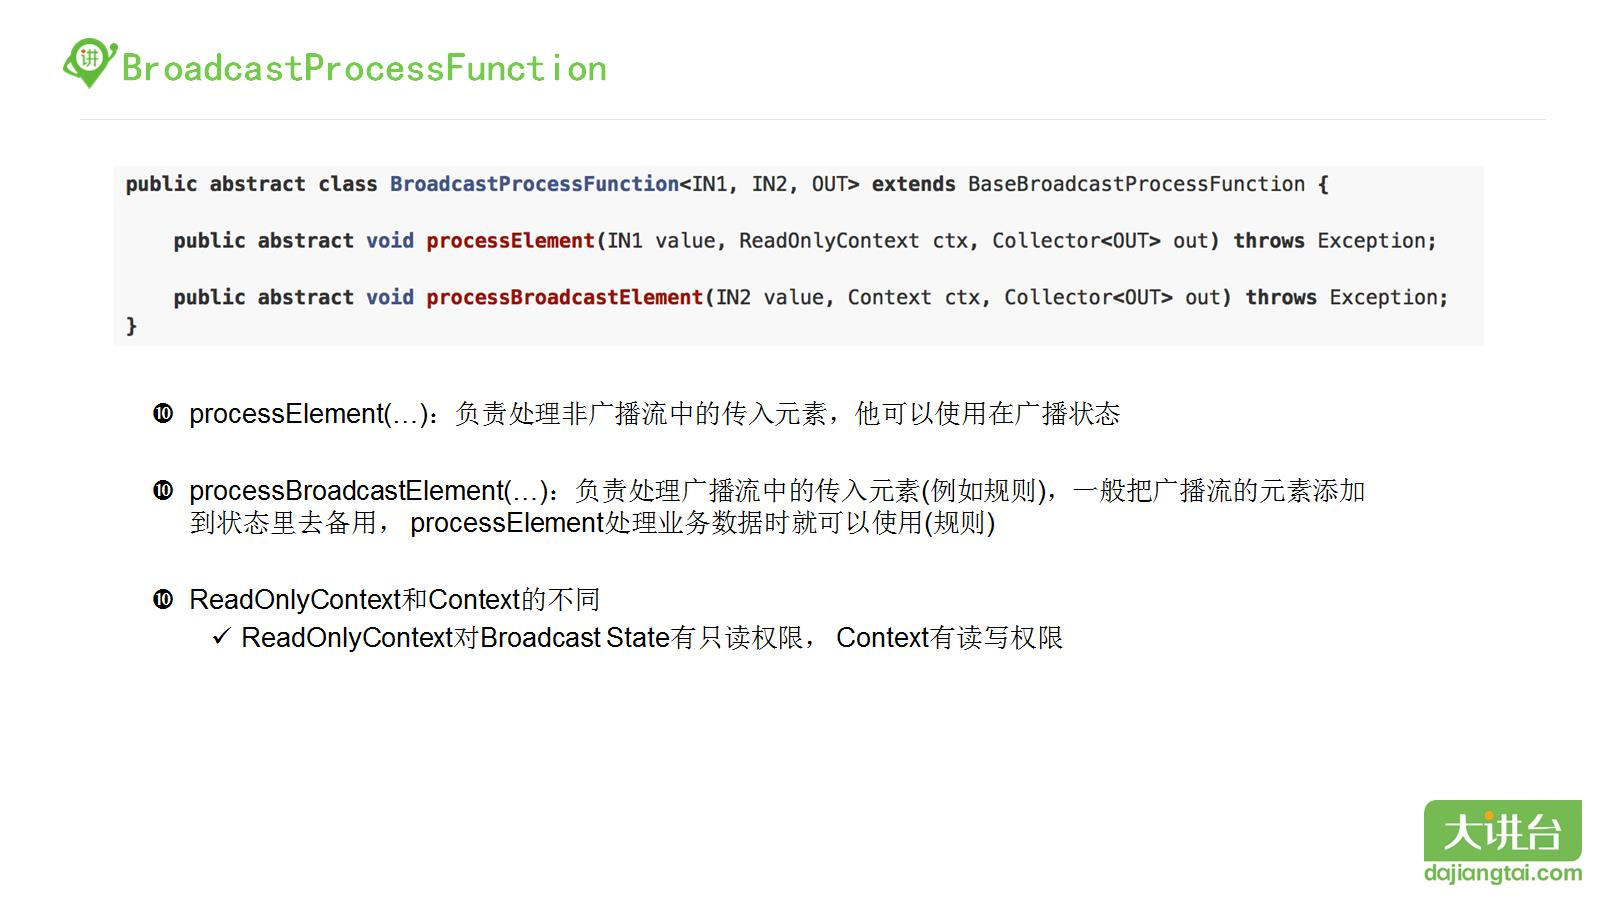 讲
BroadcastProcessFunction
public abstract class BroadcastProcessFunction<IN1, IN2, OUT> extends BaseBroadcastProcessFunction {
public abstract void processElement(IN1 value, ReadOnlyContext ctx, Collector<OUT> out) throws Exception;
public abstract void processBroadcastElement(IN2 value, Context ctx, Collector<OUT> out) throws Exception;
}
❿ processElement(…)：负责处理非广播流中的传入元素，他可以使用在广播状态
❿ processBroadcastElement(…)：负责处理广播流中的传入元素(例如规则)，一般把广播流的元素添加
到状态里去备用， processElement处理业务数据时就可以使用(规则)
❿ ReadOnlyContext和Context的不同
✓ ReadOnlyContext对Broadcast State有只读权限， Context有读写权限
大讲台
dajiangtai.com